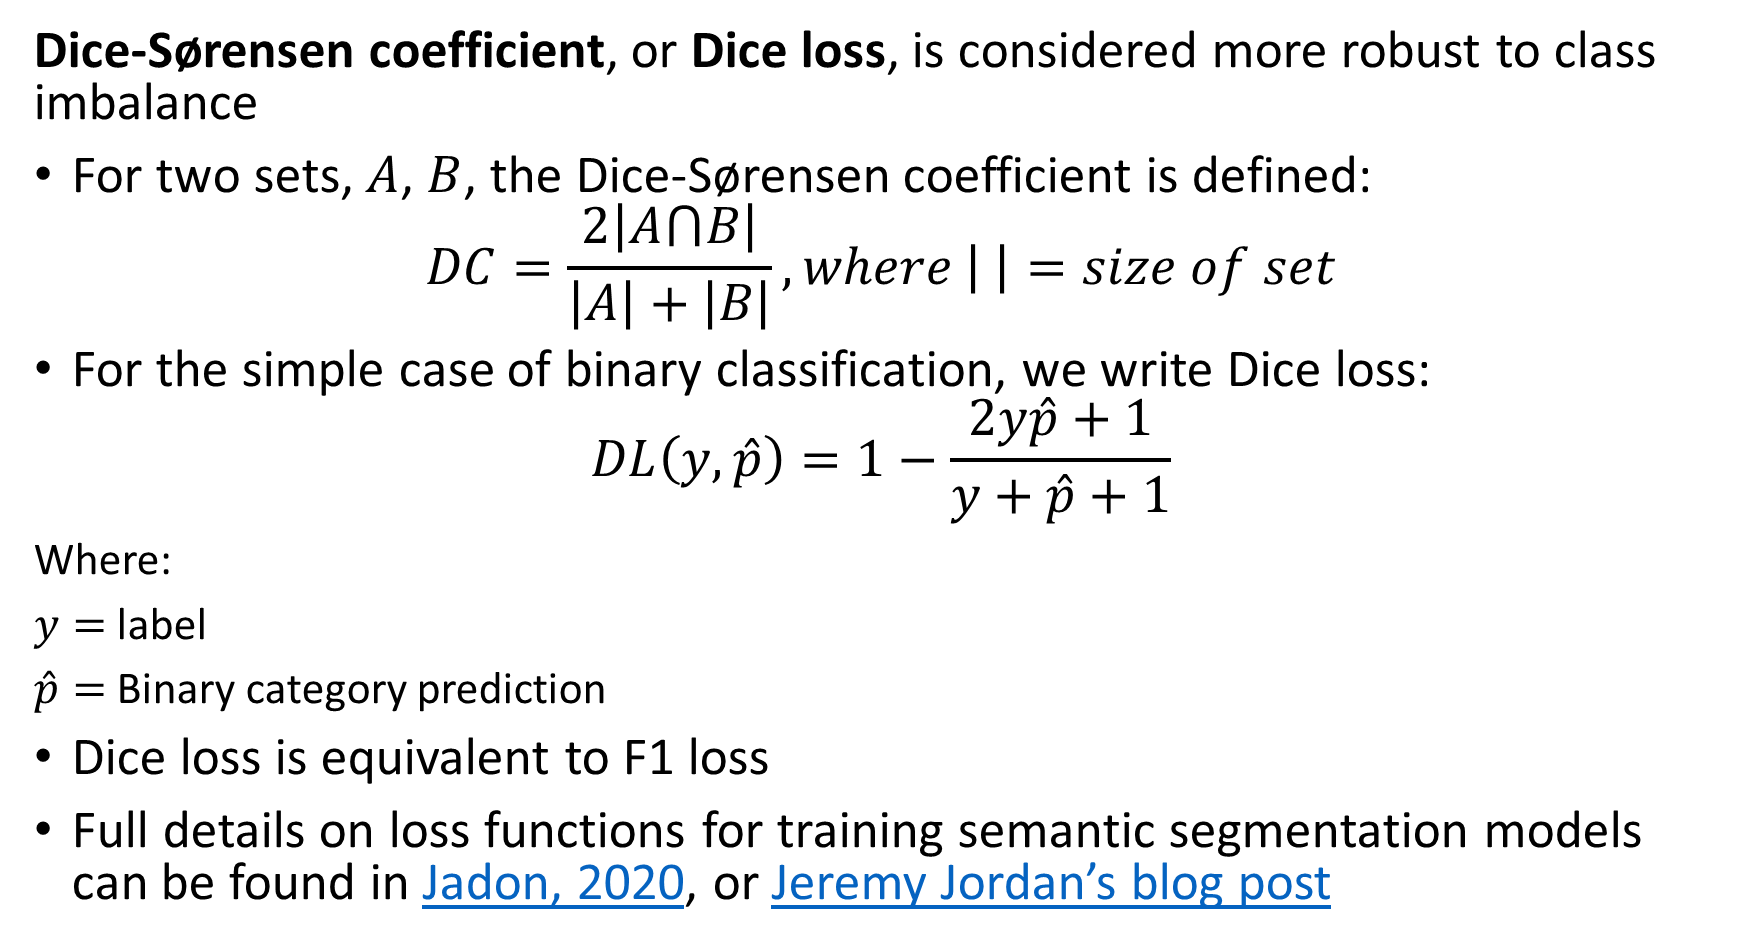 Dice-Sørensen coefficient, or Dice loss, is considered more robust to class
imbalance
• For two sets, A, B, the Dice-Sørensen coefficient is defined:
DC = 2|A⋂B| / |A| + |B| , where | | = size of set
• For the simple case of binary classification, we write Dice loss:
DL(y, p̂) = 1 − 2yp̂ + 1 / y + p̂ + 1
Where:
y = label
p̂ = Binary category prediction
• Dice loss is equivalent to F1 loss
• Full details on loss functions for training semantic segmentation models
can be found in Jadon, 2020, or Jeremy Jordan’s blog post